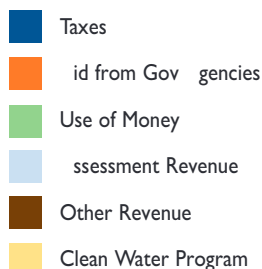 Taxes
id from Gov gencies
Use of Money
ssessment Revenue
Other Revenue
Clean Water Program